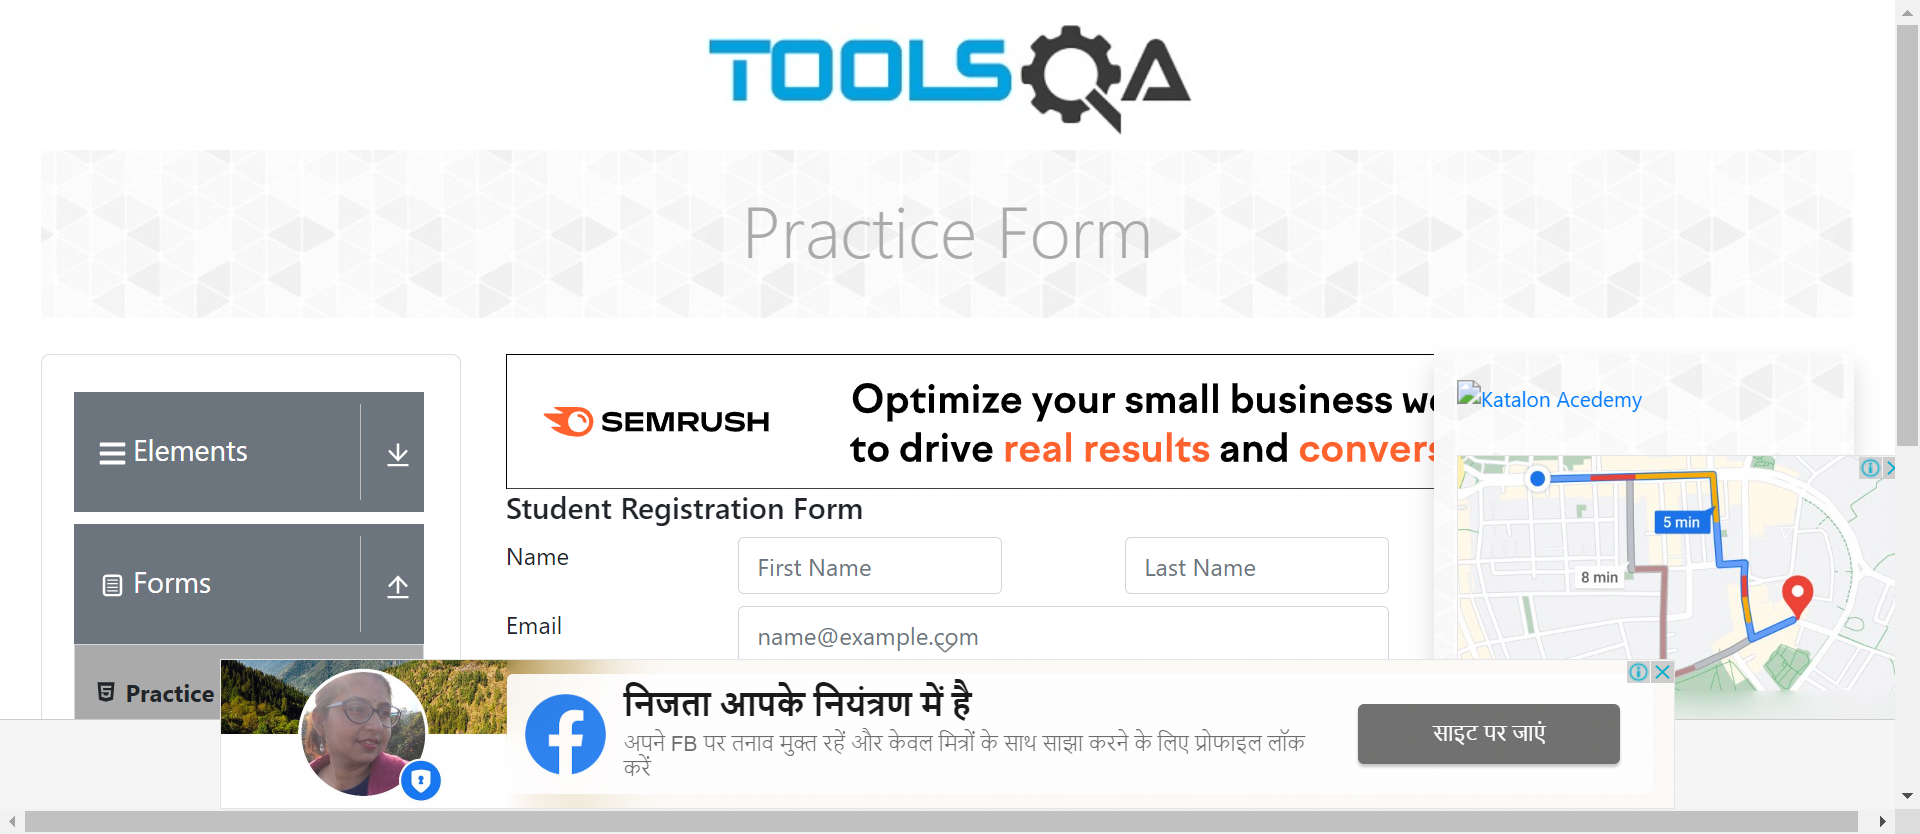 TOOLSQA
Practice Form
Elements
SEMRUSH
Optimize your small business we
to drive real results and convers
Katalon Acedemy
5 min
8 min
Student Registration Form
Name
First Name
Last Name
Forms
Email
name@example.com
Practice
निजता आपके नियंत्रण में है
अपने FB पर तनाव मुक्त रहें और केवल मित्रों के साथ साझा करने के लिए प्रोफाइल लॉक
करें
साइट पर जाएं